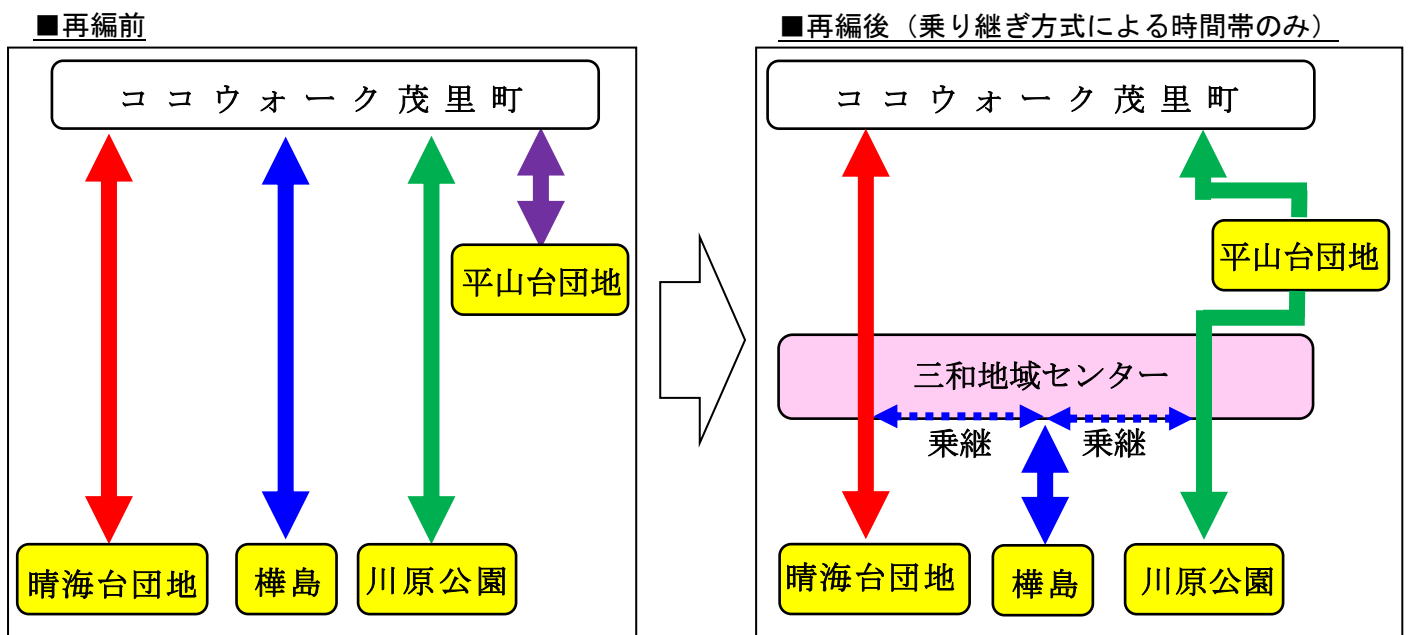 ■再編前
ココウォーク茂里町
平山台団地
晴海台団地
樺島
川原公園
■再編後（乗り継ぎ方式による時間帯のみ）
ココウォーク茂里町
平山台団地
三和地域センター
乗継
乗継
晴海台団地
樺島
川原公園